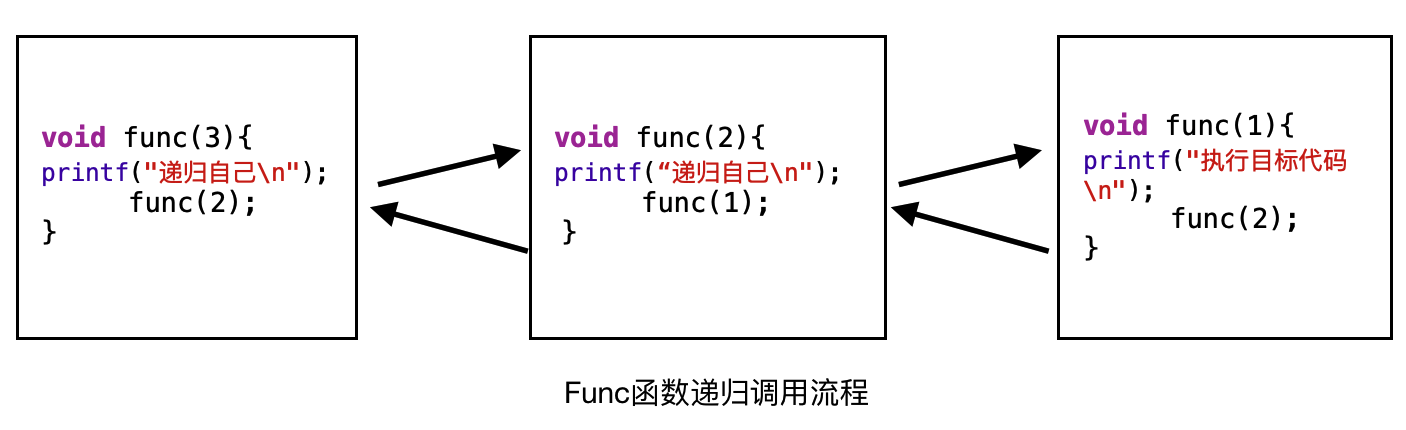 void func(3){
printf("递归自己\n");
func(2);
}
void func(2){
printf(“递归自己\n");
func(1);
}
void func(1){
printf("执行目标代码
\n");
func(2);
}
Func函数递归调用流程